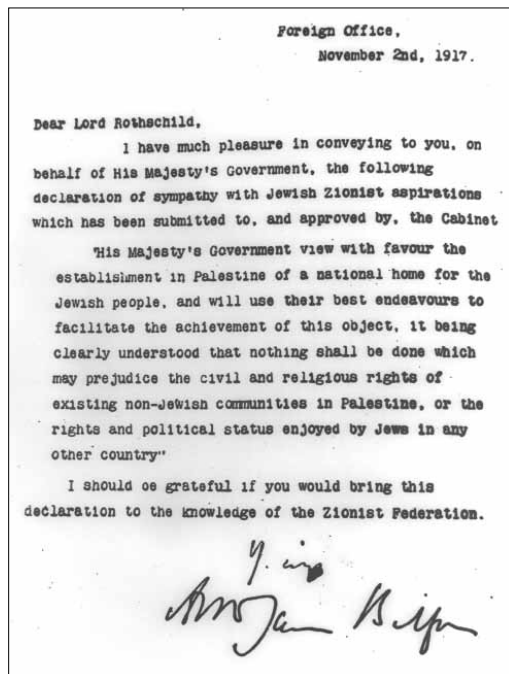 Foreign Office,
November 2nd, 1917.
Dear Lord Rothschild,
I have much pleasure in conveying to you, on
behalf of His Majesty's Government, the following
declaration of sympathy with Jewish Zionist aspirations
which has been submitted to, and approved by, the Cabinet
"His Majesty's Government view with favour the
establishment in Palestine of a national home for the
Jewish people, and will use their best endeavours to
facilitate the achievement of this object, it being
clearly understood that nothing shall be done which
may prejudice the civil and religious rights of
existing non-Jewish communities in Palestine, or the
rights and political status enjoyed by Jews in any
other country"
I should be grateful if you would bring this
declaration to the knowledge of the Zionist Federation.